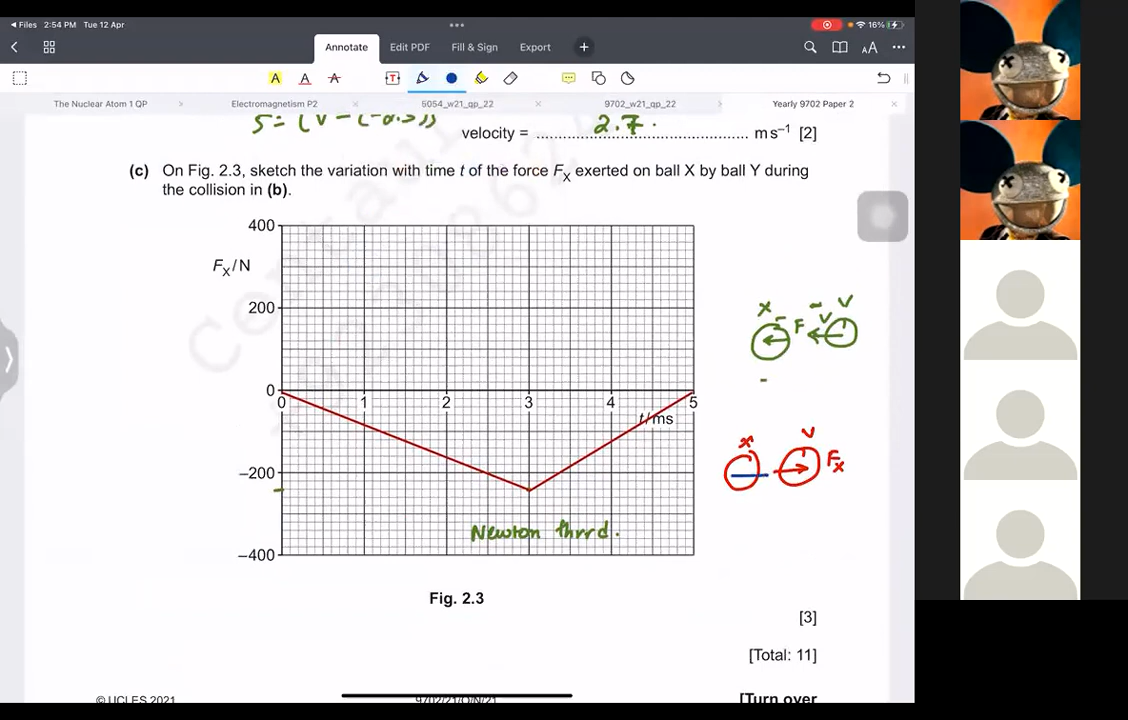 Files 2:54 PM Tue 12 Apr 16%
Annotate Edit PDF Fill & Sign Export
The Nuclear Atom 1 QP Electromagnetism P2 5054_w21_qp_22 9702_w21_qp_22 Yearly 9702 Paper 2
velocity = 2.7 m s⁻¹ [2]
(c) On Fig. 2.3, sketch the variation with time t of the force FX exerted on ball X by ball Y during
the collision in (b).
400
FX / N
200
0
0 1 2 3 4 5
t / ms
–200
–400
X F V V
X V Fx
Newton third.
Fig. 2.3
[3]
[Total: 11]
© UCLES 2021 9702/21/O/N/21 [Turn over